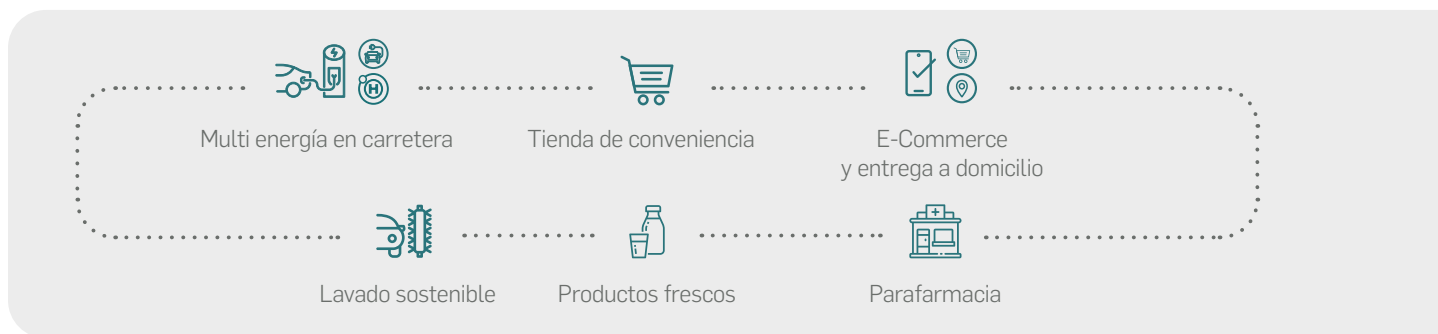 Multi energía en carretera
Tienda de conveniencia
E-Commerce
y entrega a domicilio
Lavado sostenible
Productos frescos
Parafarmacia